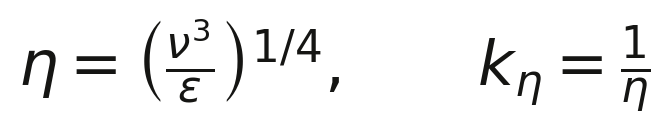 η = (ν³/ε)^{1/4},  k_η = 1/η